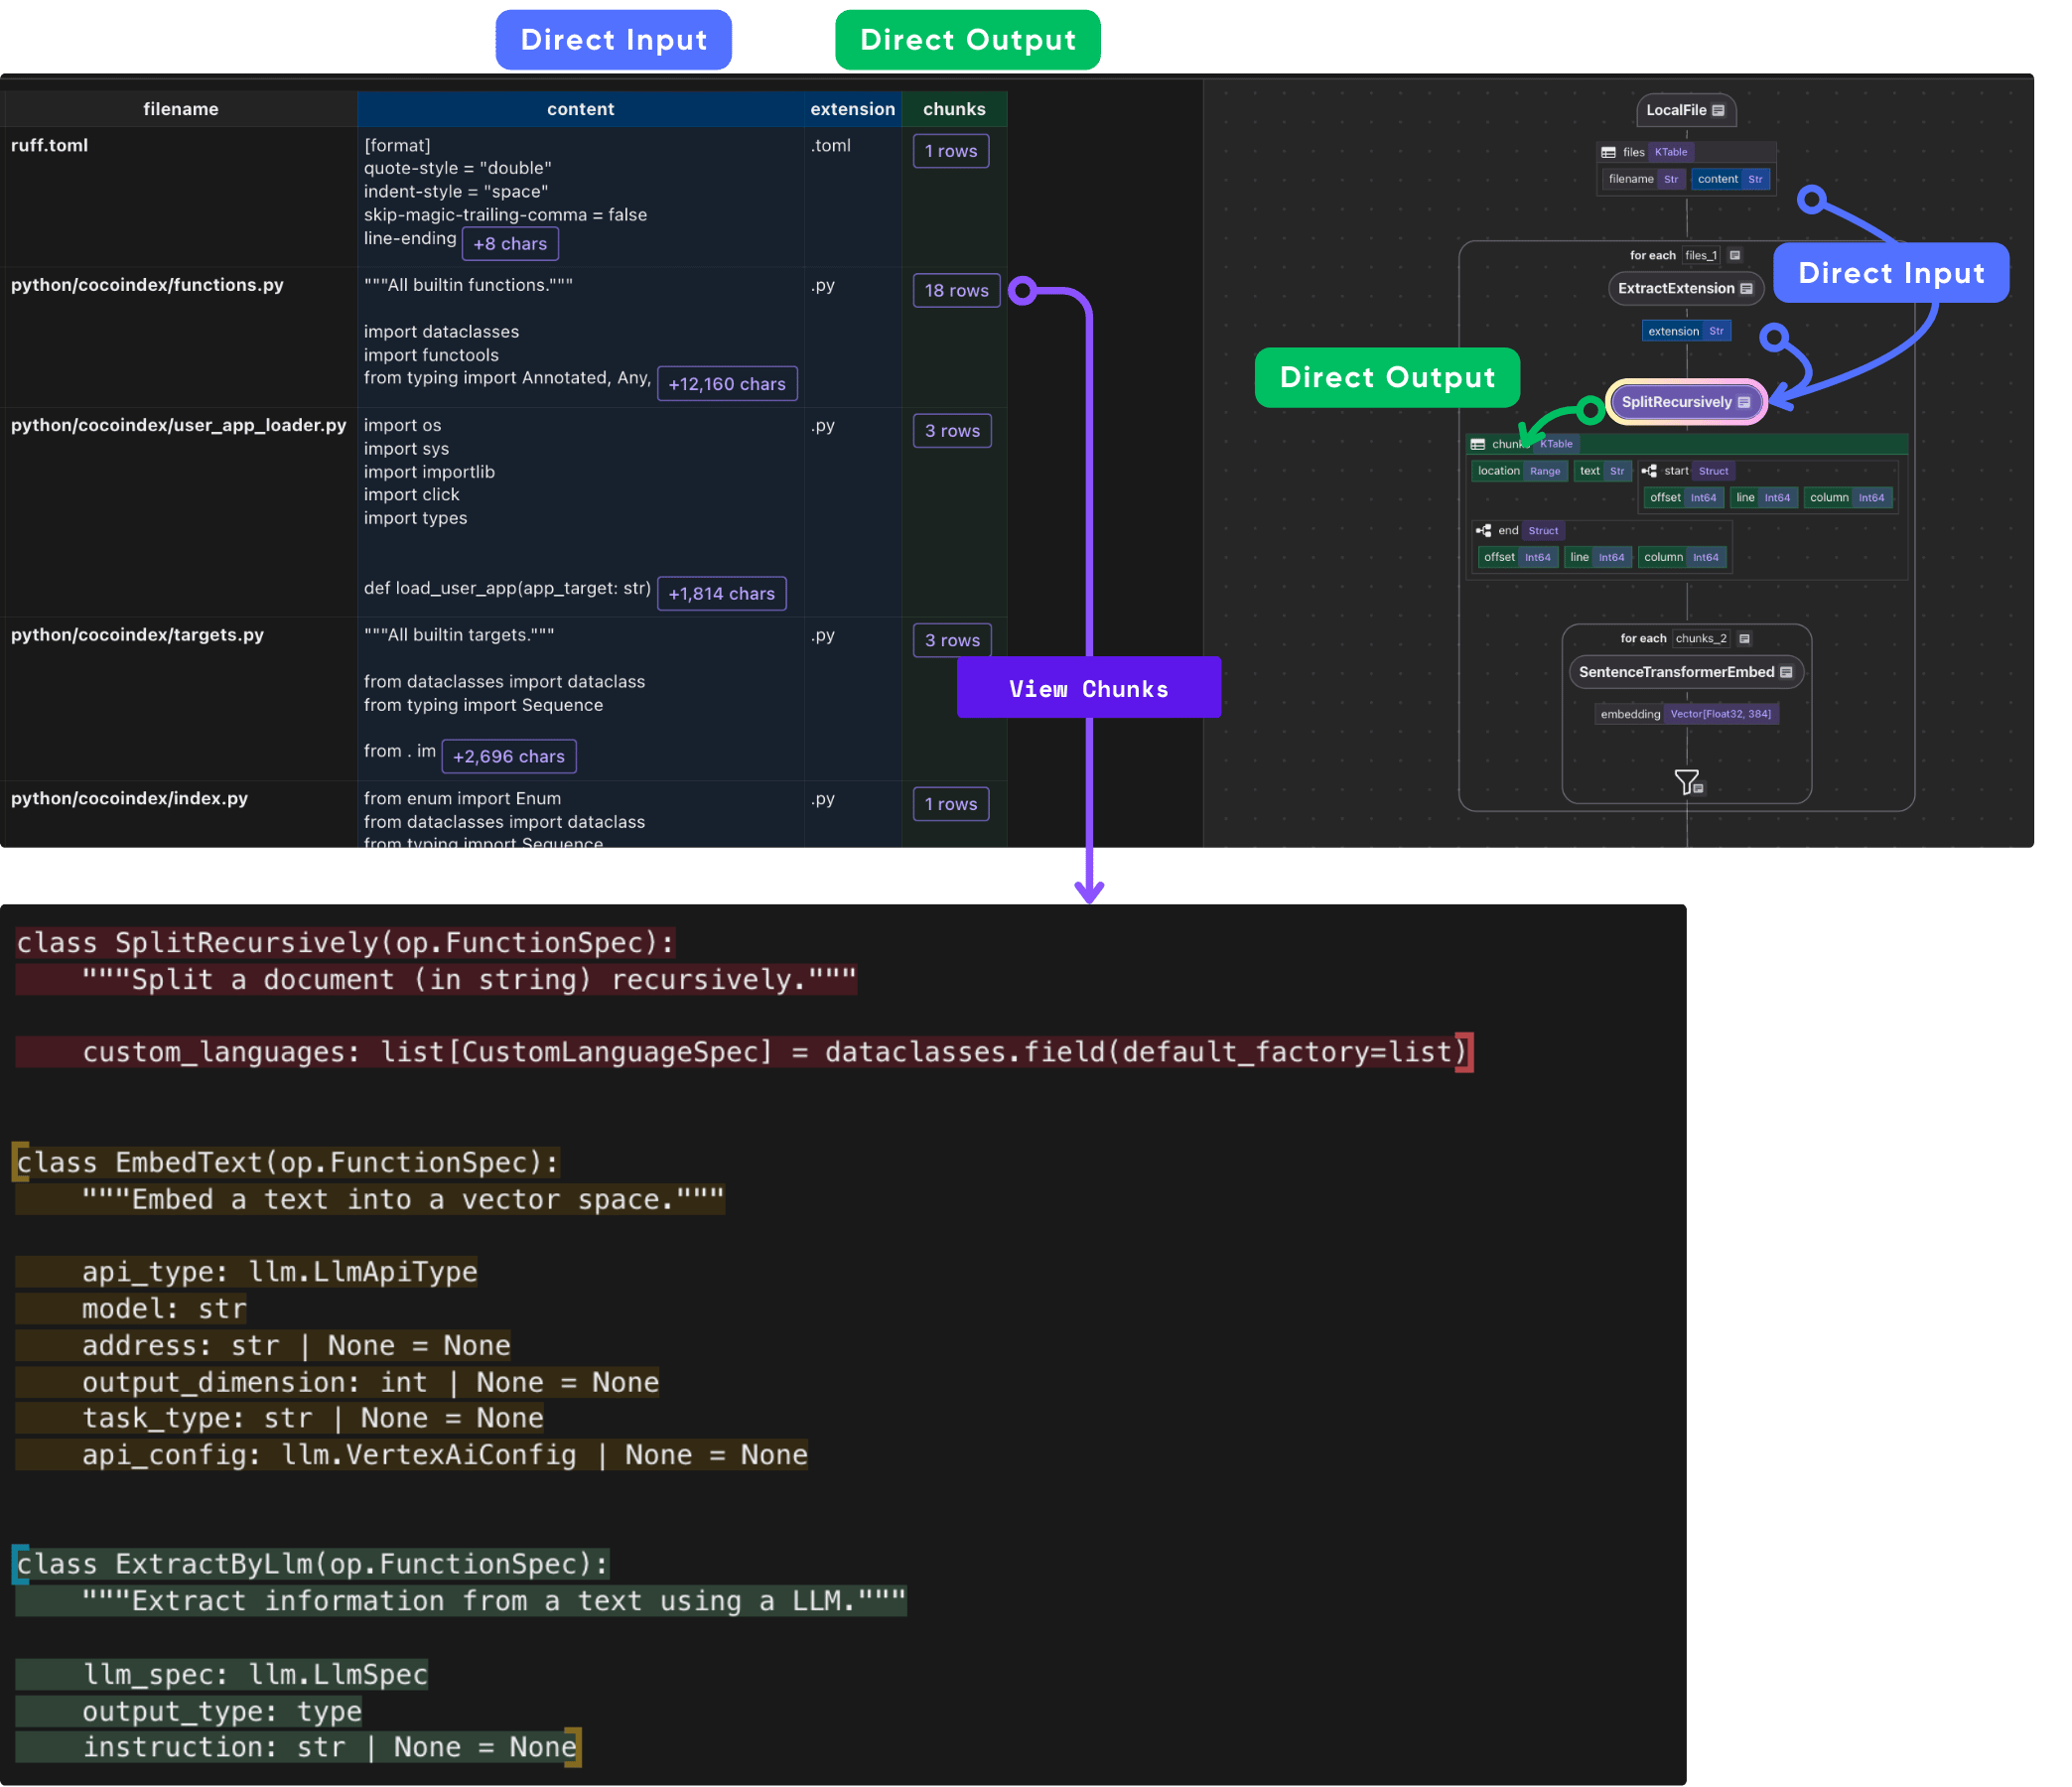 Direct Input
Direct Output
filename content extension chunks
ruff.toml [format] .toml 1 rows
quote-style = "double"
indent-style = "space"
skip-magic-trailing-comma = false
line-ending +8 chars
python/cocoindex/functions.py """All builtin functions.""" .py 18 rows
import dataclasses
import functools
from typing import Annotated, Any, +12,160 chars
python/cocoindex/user_app_loader.py import os .py 3 rows
import sys
import importlib
import click
import types
def load_user_app(app_target: str) +1,814 chars
python/cocoindex/targets.py """All builtin targets.""" .py 3 rows
from dataclasses import dataclass
from typing import Sequence
from . im +2,696 chars
python/cocoindex/index.py from enum import Enum .py 1 rows
from dataclasses import dataclass
from typing import Sequence
View Chunks
LocalFile
files KTable
filename Str content Str
for each files_1
Direct Input
ExtractExtension
extension Str
Direct Output
SplitRecursively
KTable
location Range text Str start Struct
offset Int64 line Int64 column Int64
end Struct
offset Int64 line Int64 column Int64
for each chunks_2
SentenceTransformerEmbed
embedding Vector[Float32, 384]
class SplitRecursively(op.FunctionSpec):
"""Split a document (in string) recursively."""
custom_languages: list[CustomLanguageSpec] = dataclasses.field(default_factory=list)
class EmbedText(op.FunctionSpec):
"""Embed a text into a vector space."""
api_type: llm.LlmApiType
model: str
address: str | None = None
output_dimension: int | None = None
task_type: str | None = None
api_config: llm.VertexAiConfig | None = None
class ExtractByLlm(op.FunctionSpec):
"""Extract information from a text using a LLM."""
llm_spec: llm.LlmSpec
output_type: type
instruction: str | None = None